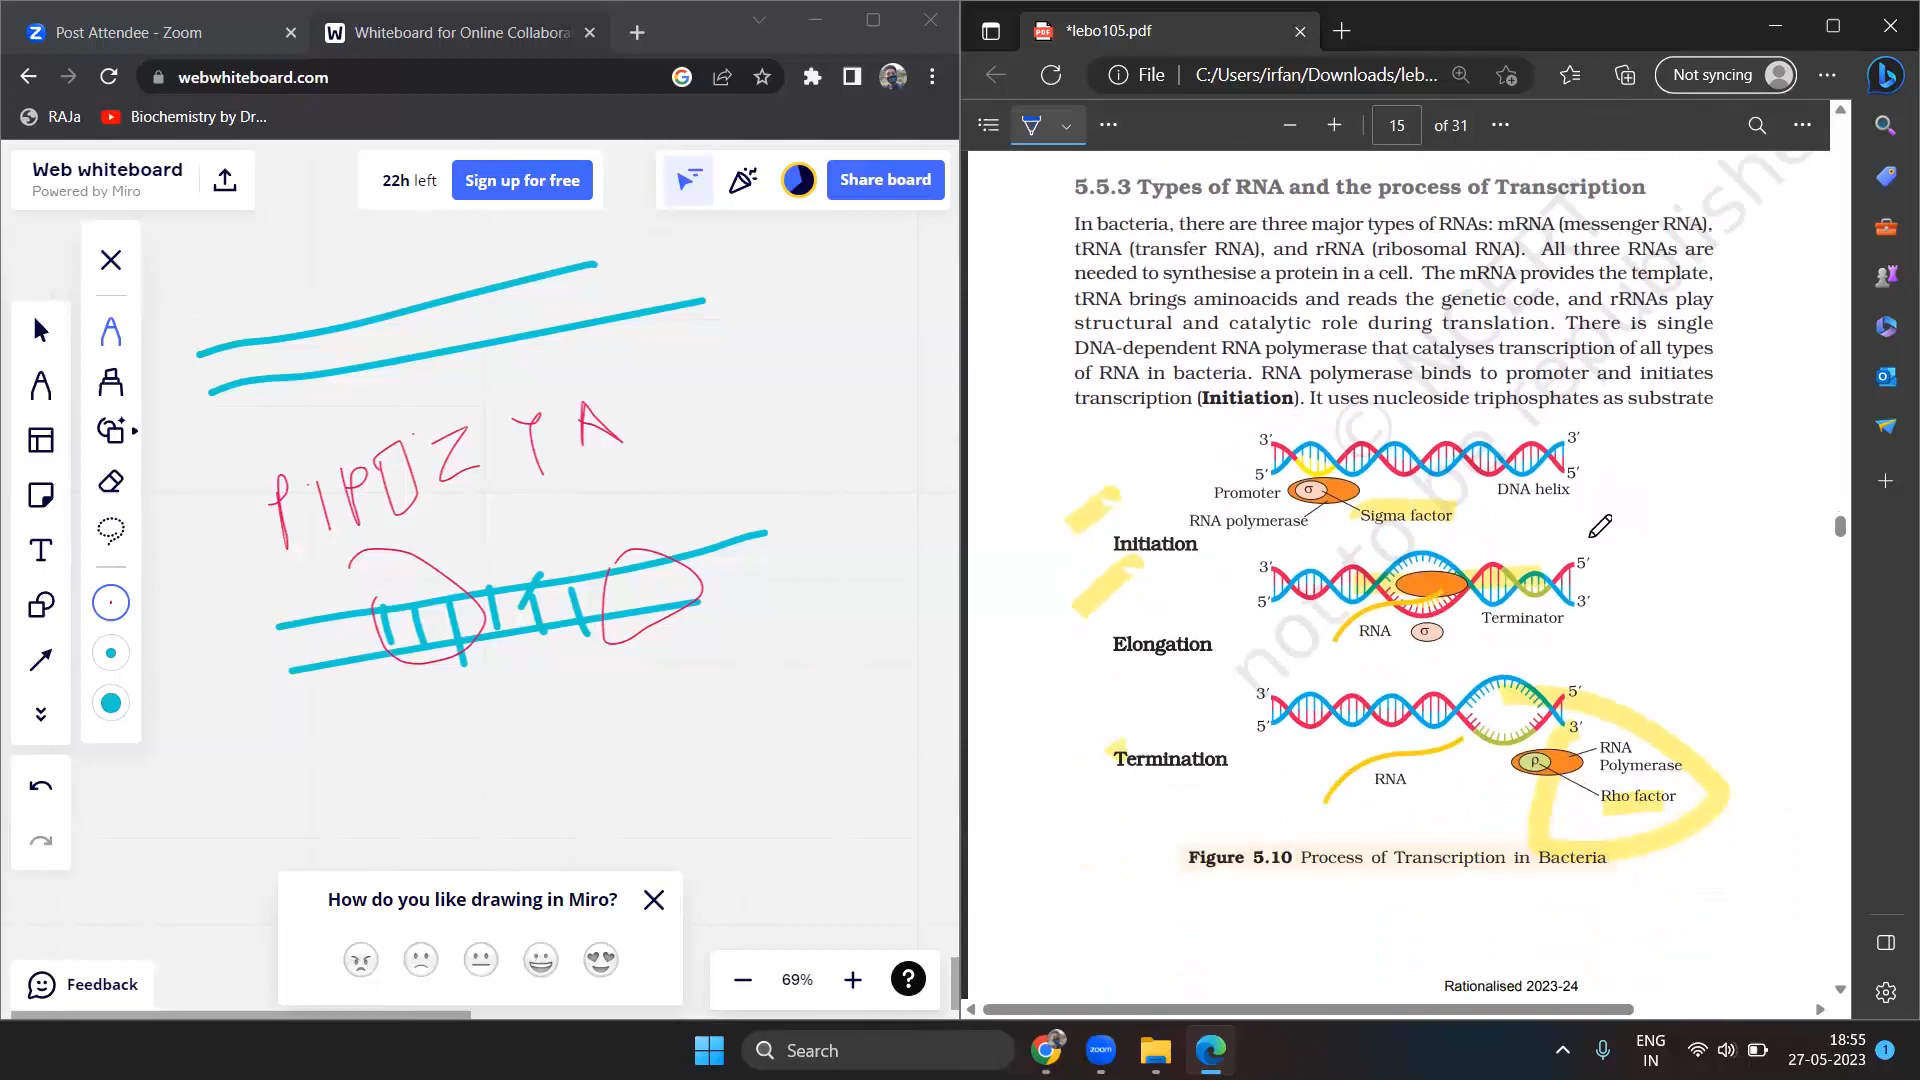 Post Attendee - Zoom
Whiteboard for Online Collabora
webwhiteboard.com
RAJa
Biochemistry by Dr...
Web whiteboard
Powered by Miro
22h left
Sign up for free
Share board
PIPOZYA
How do you like drawing in Miro?
Feedback
69%
*lebo105.pdf
File
C:/Users/irfan/Downloads/leb...
Not syncing
15 of 31
5.5.3 Types of RNA and the process of Transcription
In bacteria, there are three major types of RNAs: mRNA (messenger RNA),
tRNA (transfer RNA), and rRNA (ribosomal RNA). All three RNAs are
needed to synthesise a protein in a cell. The mRNA provides the template,
tRNA brings aminoacids and reads the genetic code, and rRNAs play
structural and catalytic role during translation. There is single
DNA-dependent RNA polymerase that catalyses transcription of all types
of RNA in bacteria. RNA polymerase binds to promoter and initiates
transcription (Initiation). It uses nucleoside triphosphates as substrate
3′ 3′
5′ 5′
Promoter σ DNA helix
RNA polymerase Sigma factor
Initiation
3′ 5′
5′ 3′
RNA σ Terminator
Elongation
3′ 5′
5′ 3′
Termination
RNA
ρ
RNA
Polymerase
Rho factor
Figure 5.10 Process of Transcription in Bacteria
Rationalised 2023-24
© NCERT
not to be republished
Search
zoom
ENG
IN
18:55
27-05-2023
1